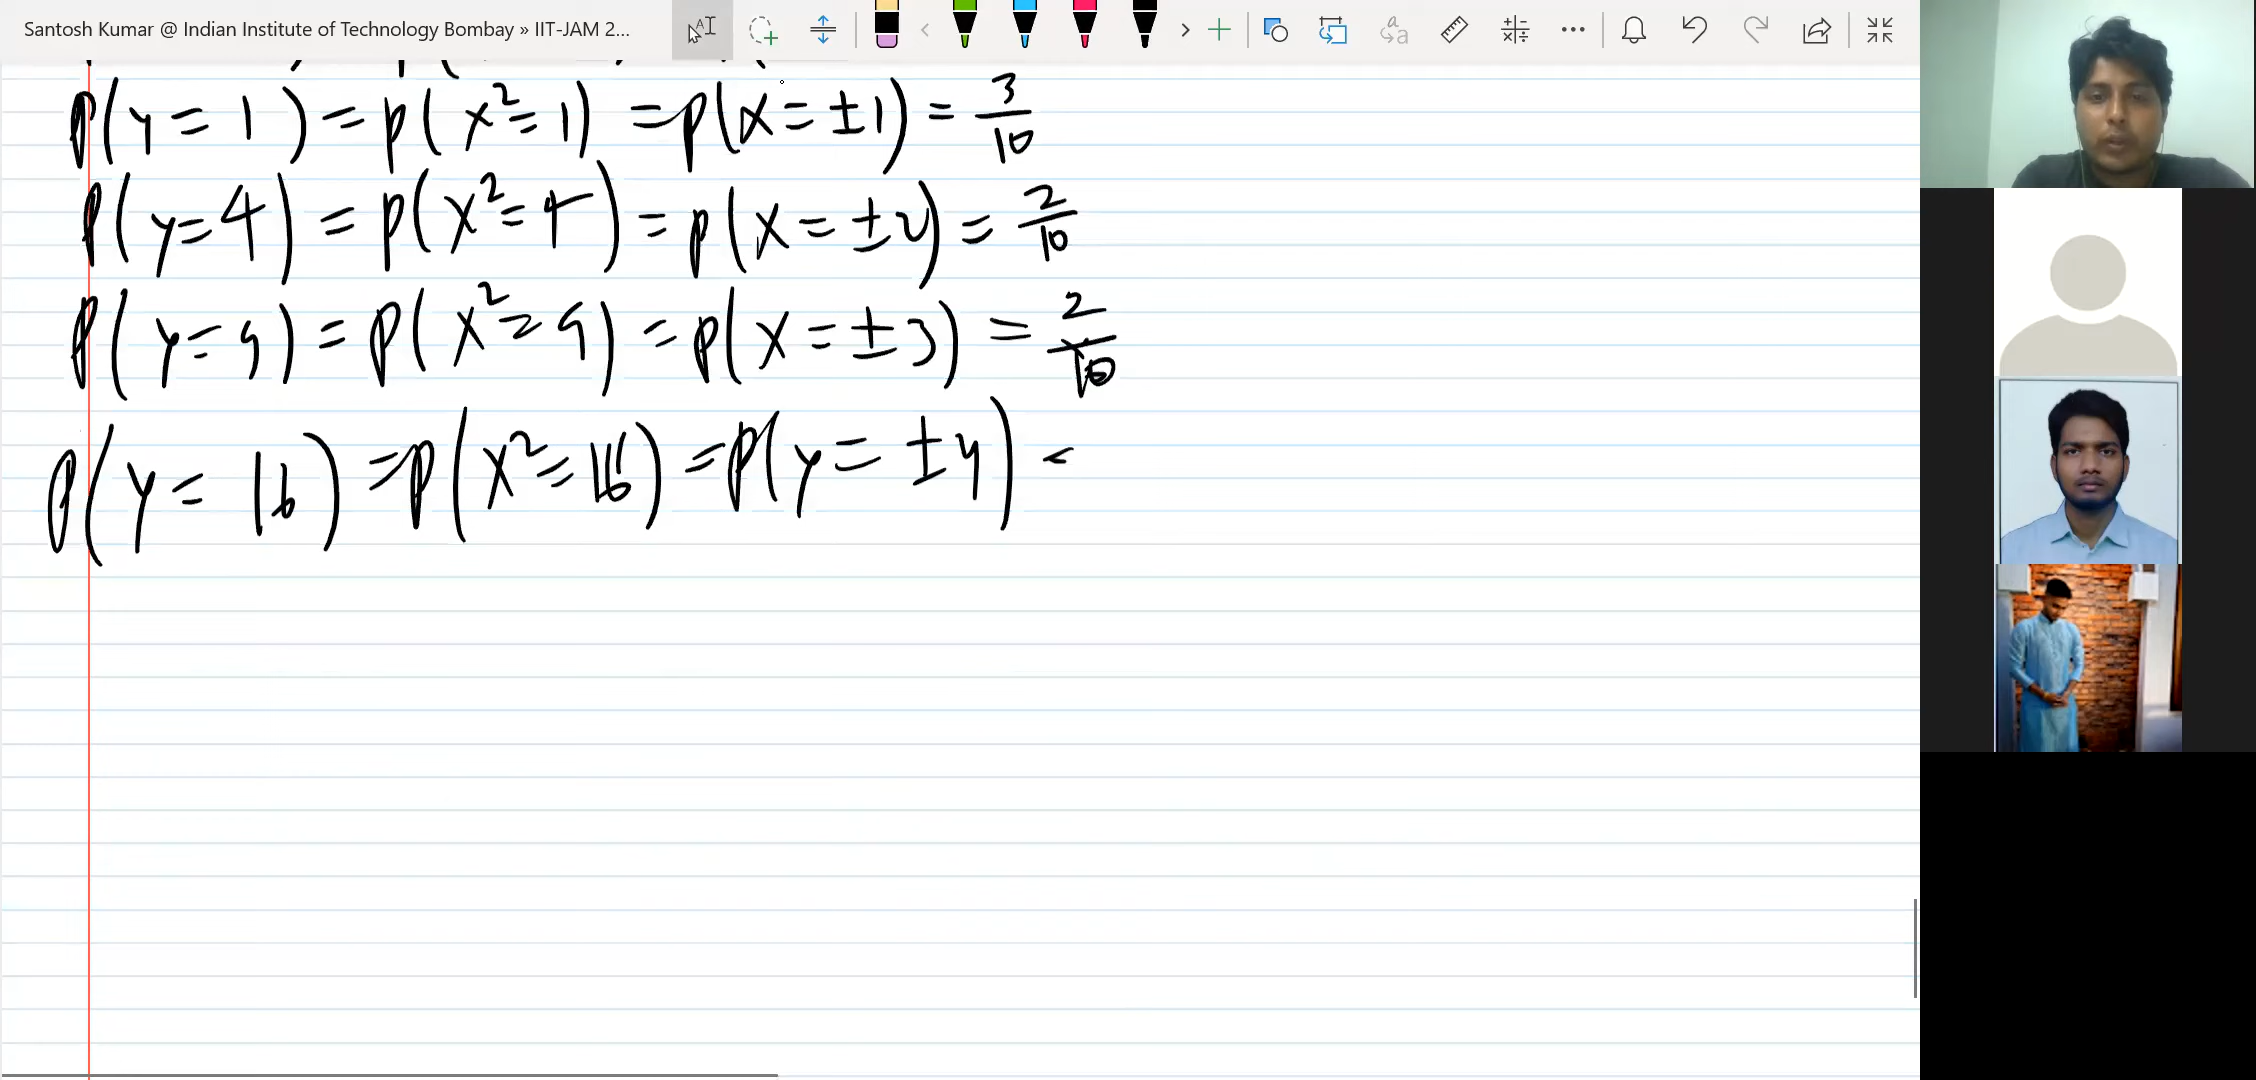 Santosh Kumar @ Indian Institute of Technology Bombay » IIT-JAM 2...
P(y = 1) = P(x² = 1) = P(x = ±1) = 3/10
P(y = 4) = P(x² = 4) = P(x = ±2) = 2/10
P(y = 9) = P(x² = 9) = P(x = ±3) = 2/10
P(y = 16) = P(x² = 16) = P(y = ±4) =